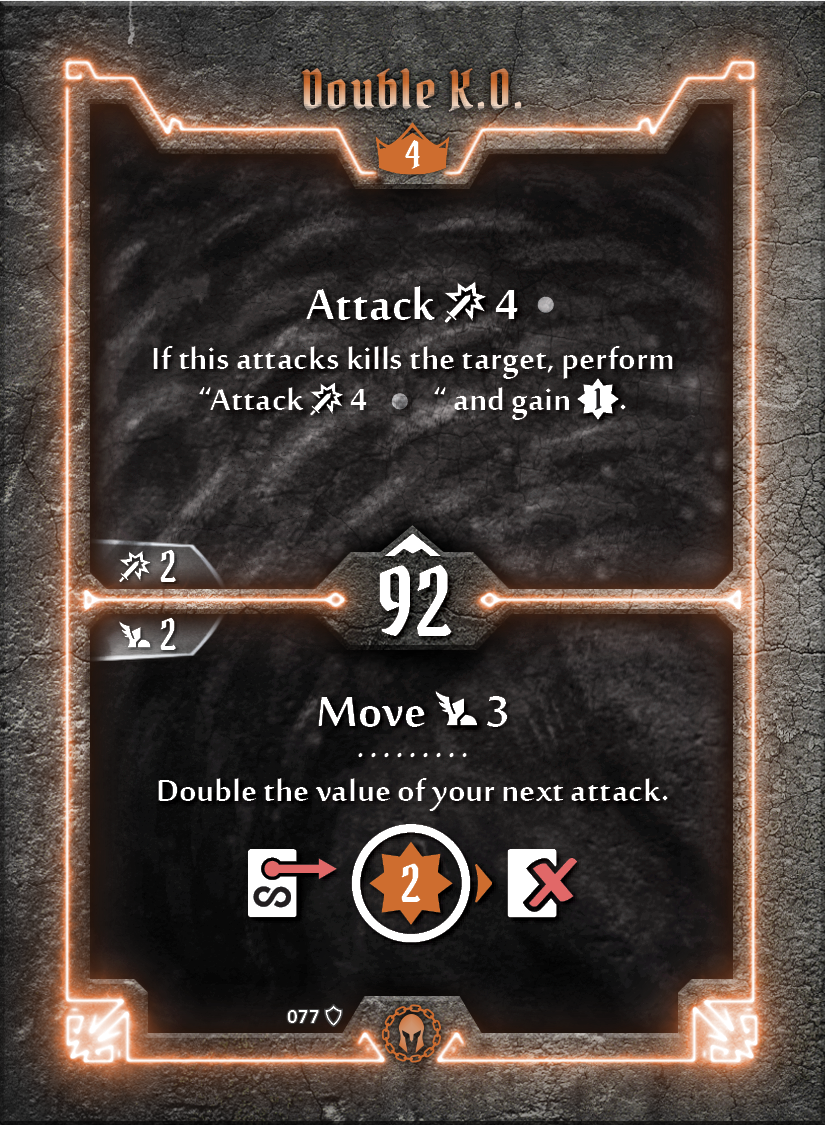 Double K.O.
4
Attack 4
If this attacks kills the target, perform
“Attack 4 “ and gain 1.
2
92
2
Move 3
.........
Double the value of your next attack.
2
077